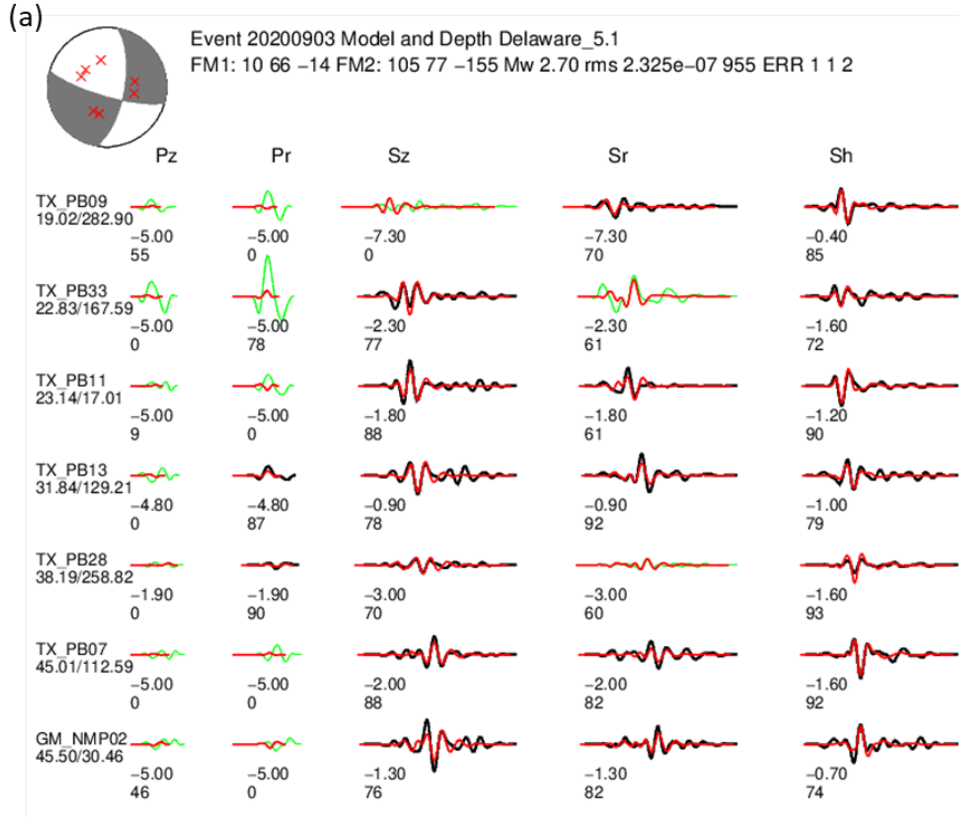 (a)
Event 20200903 Model and Depth Delaware_5.1
FM1: 10 66 −14 FM2: 105 77 −155 Mw 2.70 rms 2.325e−07 955 ERR 1 1 2
Pz Pr Sz Sr Sh
TX_PB09
19.02/282.90
−5.00 −5.00 −7.30 −7.30 −0.40
55 0 0 70 85
TX_PB33
22.83/167.59
−5.00 −5.00 −2.30 −2.30 −1.60
0 78 77 61 72
TX_PB11
23.14/17.01
−5.00 −5.00 −1.80 −1.80 −1.20
9 0 88 61 90
TX_PB13
31.84/129.21
−4.80 −4.80 −0.90 −0.90 −1.00
0 87 78 92 79
TX_PB28
38.19/258.82
−1.90 −1.90 −3.00 −3.00 −1.60
0 90 70 60 93
TX_PB07
45.01/112.59
−5.00 −5.00 −2.00 −2.00 −1.60
0 0 88 82 92
GM_NMP02
45.50/30.46
−5.00 −5.00 −1.30 −1.30 −0.70
46 0 76 82 74